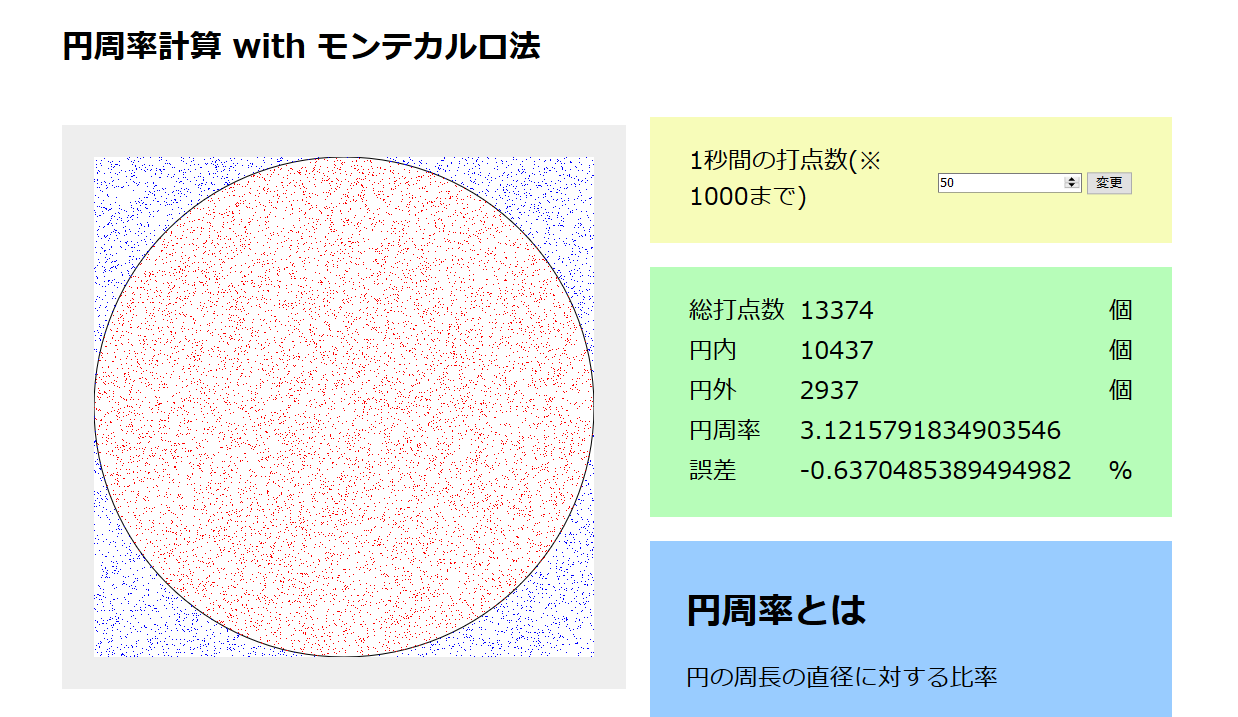 円周率計算 with モンテカルロ法
1秒間の打点数(※
1000まで)
50
変更
総打点数 13374 個
円内 10437 個
円外 2937 個
円周率 3.1215791834903546
誤差 -0.6370485389494982 %
円周率とは
円の周長の直径に対する比率